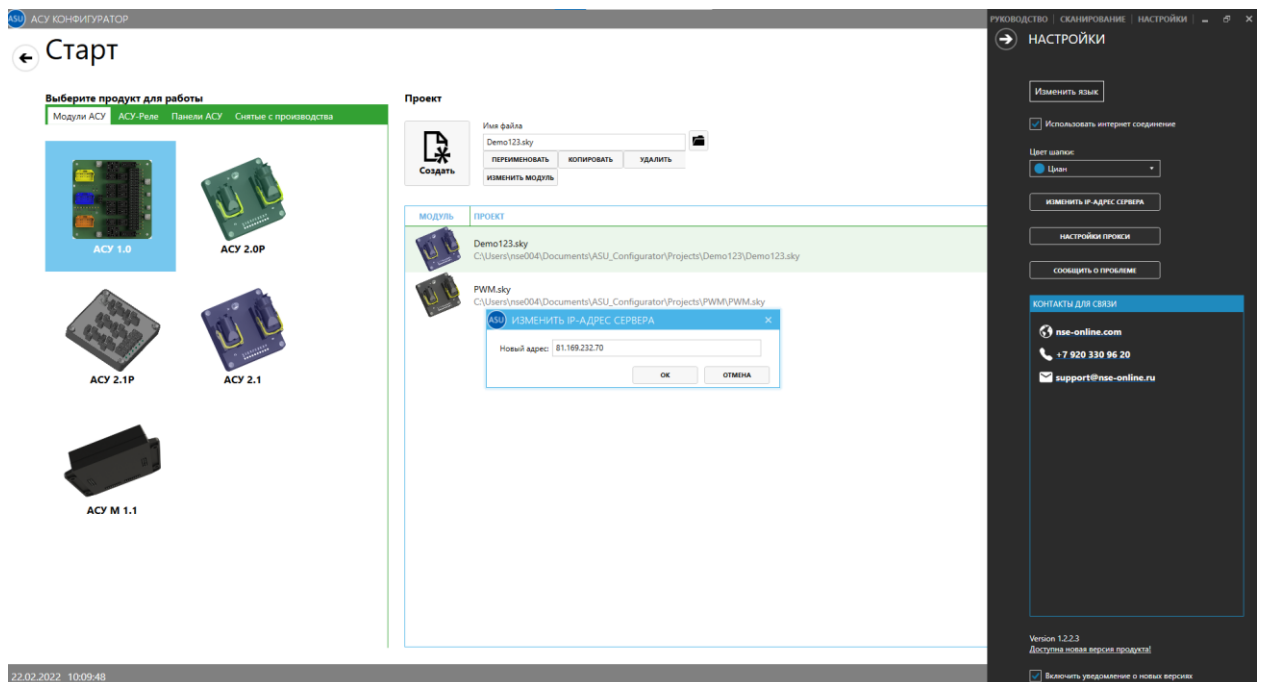 ASU АСУ КОНФИГУРАТОР
РУКОВОДСТВО | СКАНИРОВАНИЕ | НАСТРОЙКИ |
Старт
Выберите продукт для работы
Модули АСУ АСУ-Реле Панели АСУ Снятые с производства
АСУ 1.0
АСУ 2.0Р
АСУ 2.1Р
АСУ 2.1
АСУ М 1.1
Проект
Создать
Имя файла
Demo123.sky
ПЕРЕИМЕНОВАТЬ КОПИРОВАТЬ УДАЛИТЬ
ИЗМЕНИТЬ МОДУЛЬ
МОДУЛЬ ПРОЕКТ
Demo123.sky
C:\Users\nse004\Documents\ASU_Configurator\Projects\Demo123\Demo123.sky
PWM.sky
C:\Users\nse004\Documents\ASU_Configurator\Projects\PWM\PWM.sky
ASU ИЗМЕНИТЬ IP-АДРЕС СЕРВЕРА
Новый адрес: 81.169.232.70
ОК ОТМЕНА
НАСТРОЙКИ
Изменить язык
Использовать интернет соединение
Цвет шапки:
Циан
ИЗМЕНИТЬ IP-АДРЕС СЕРВЕРА
НАСТРОЙКИ ПРОКСИ
СООБЩИТЬ О ПРОБЛЕМЕ
КОНТАКТЫ ДЛЯ СВЯЗИ
nse-online.com
+7 920 330 96 20
support@nse-online.ru
Version 1.2.2.3
Доступна новая версия продукта!
Включить уведомление о новых версиях
22.02.2022 10:09:48